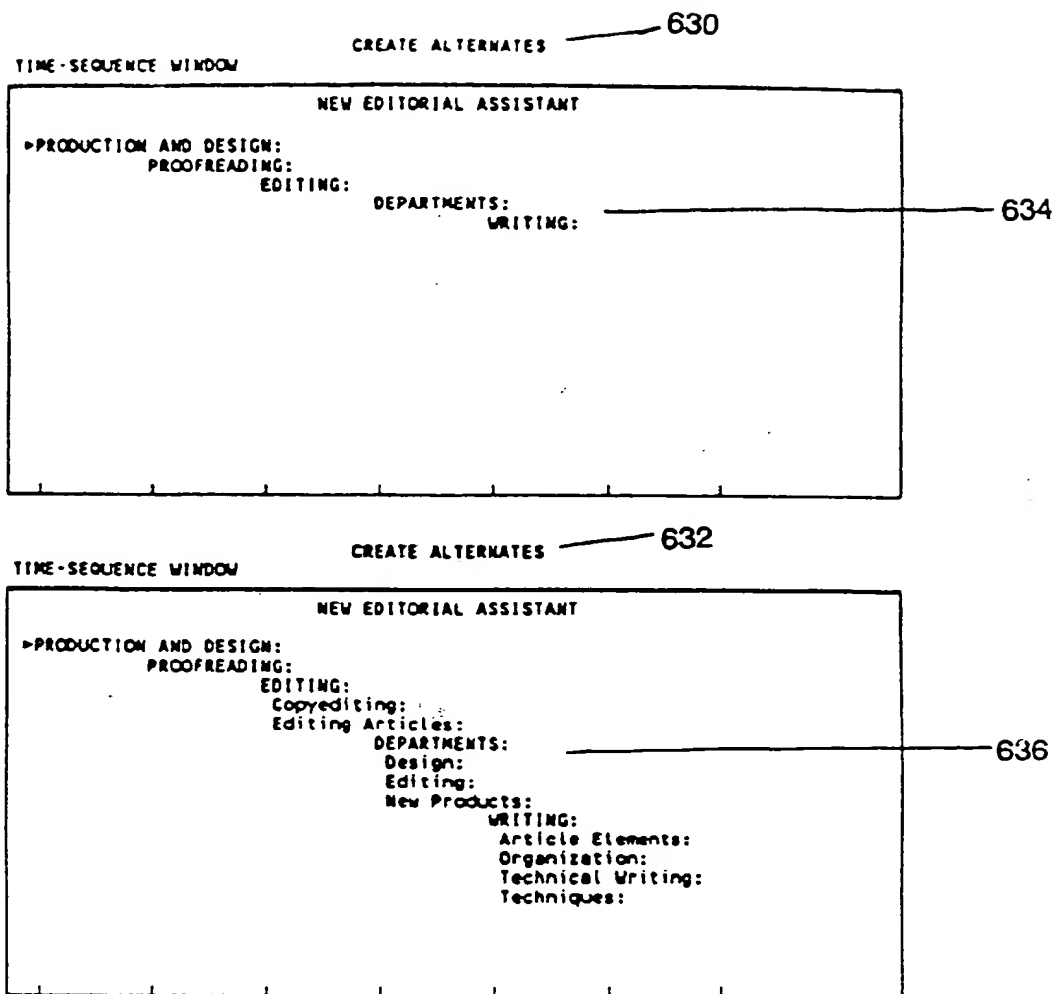 CREATE ALTERNATES 630
TIME-SEQUENCE WINDOW
NEW EDITORIAL ASSISTANT
▸PRODUCTION AND DESIGN:
PROOFREADING:
EDITING:
DEPARTMENTS:
634
WRITING:
CREATE ALTERNATES 632
TIME-SEQUENCE WINDOW
NEW EDITORIAL ASSISTANT
▸PRODUCTION AND DESIGN:
PROOFREADING:
EDITING:
Copyediting:
Editing Articles:
DEPARTMENTS:
636
Design:
Editing:
New Products:
WRITING:
Article Elements:
Organization:
Technical Writing:
Techniques: